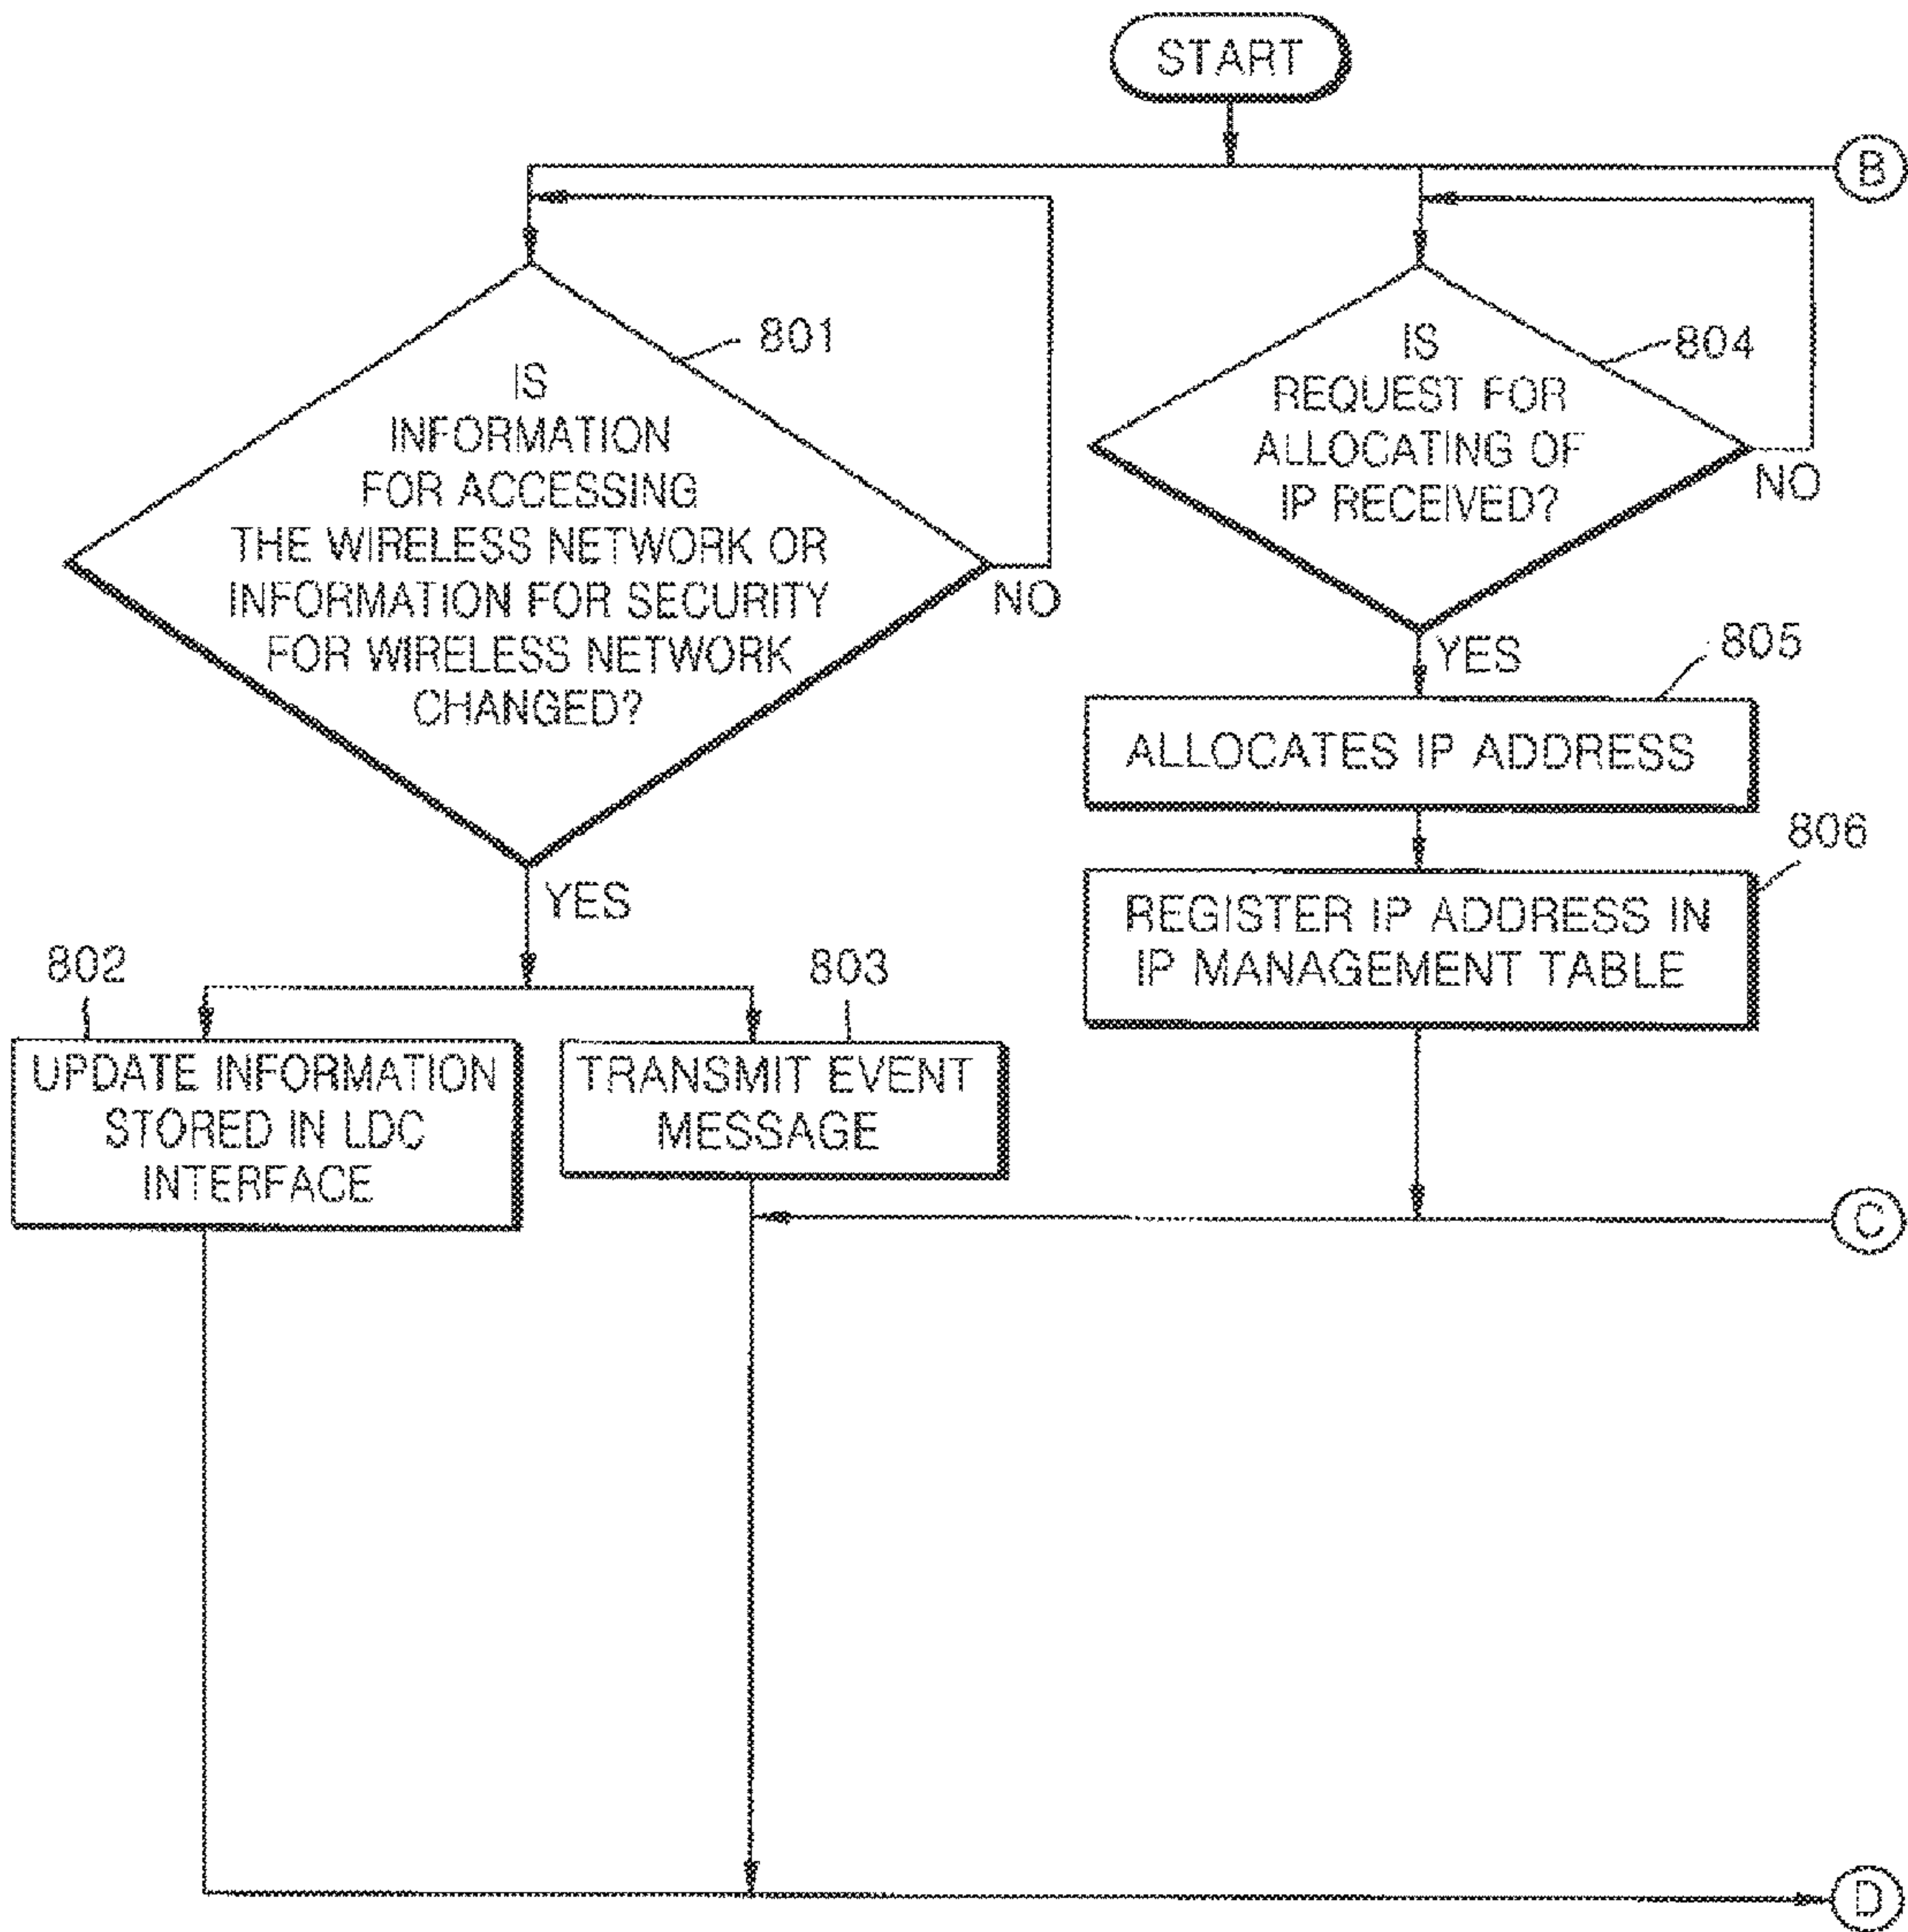 START
B
801
IS
INFORMATION
FOR ACCESSING
THE WIRELESS NETWORK OR
INFORMATION FOR SECURITY
FOR WIRELESS NETWORK
CHANGED?
NO
YES
804
IS
REQUEST FOR
ALLOCATING OF
IP RECEIVED?
NO
YES
805
ALLOCATES IP ADDRESS
806
REGISTER IP ADDRESS IN
IP MANAGEMENT TABLE
802
UPDATE INFORMATION
STORED IN LDC
INTERFACE
803
TRANSMIT EVENT
MESSAGE
C
D